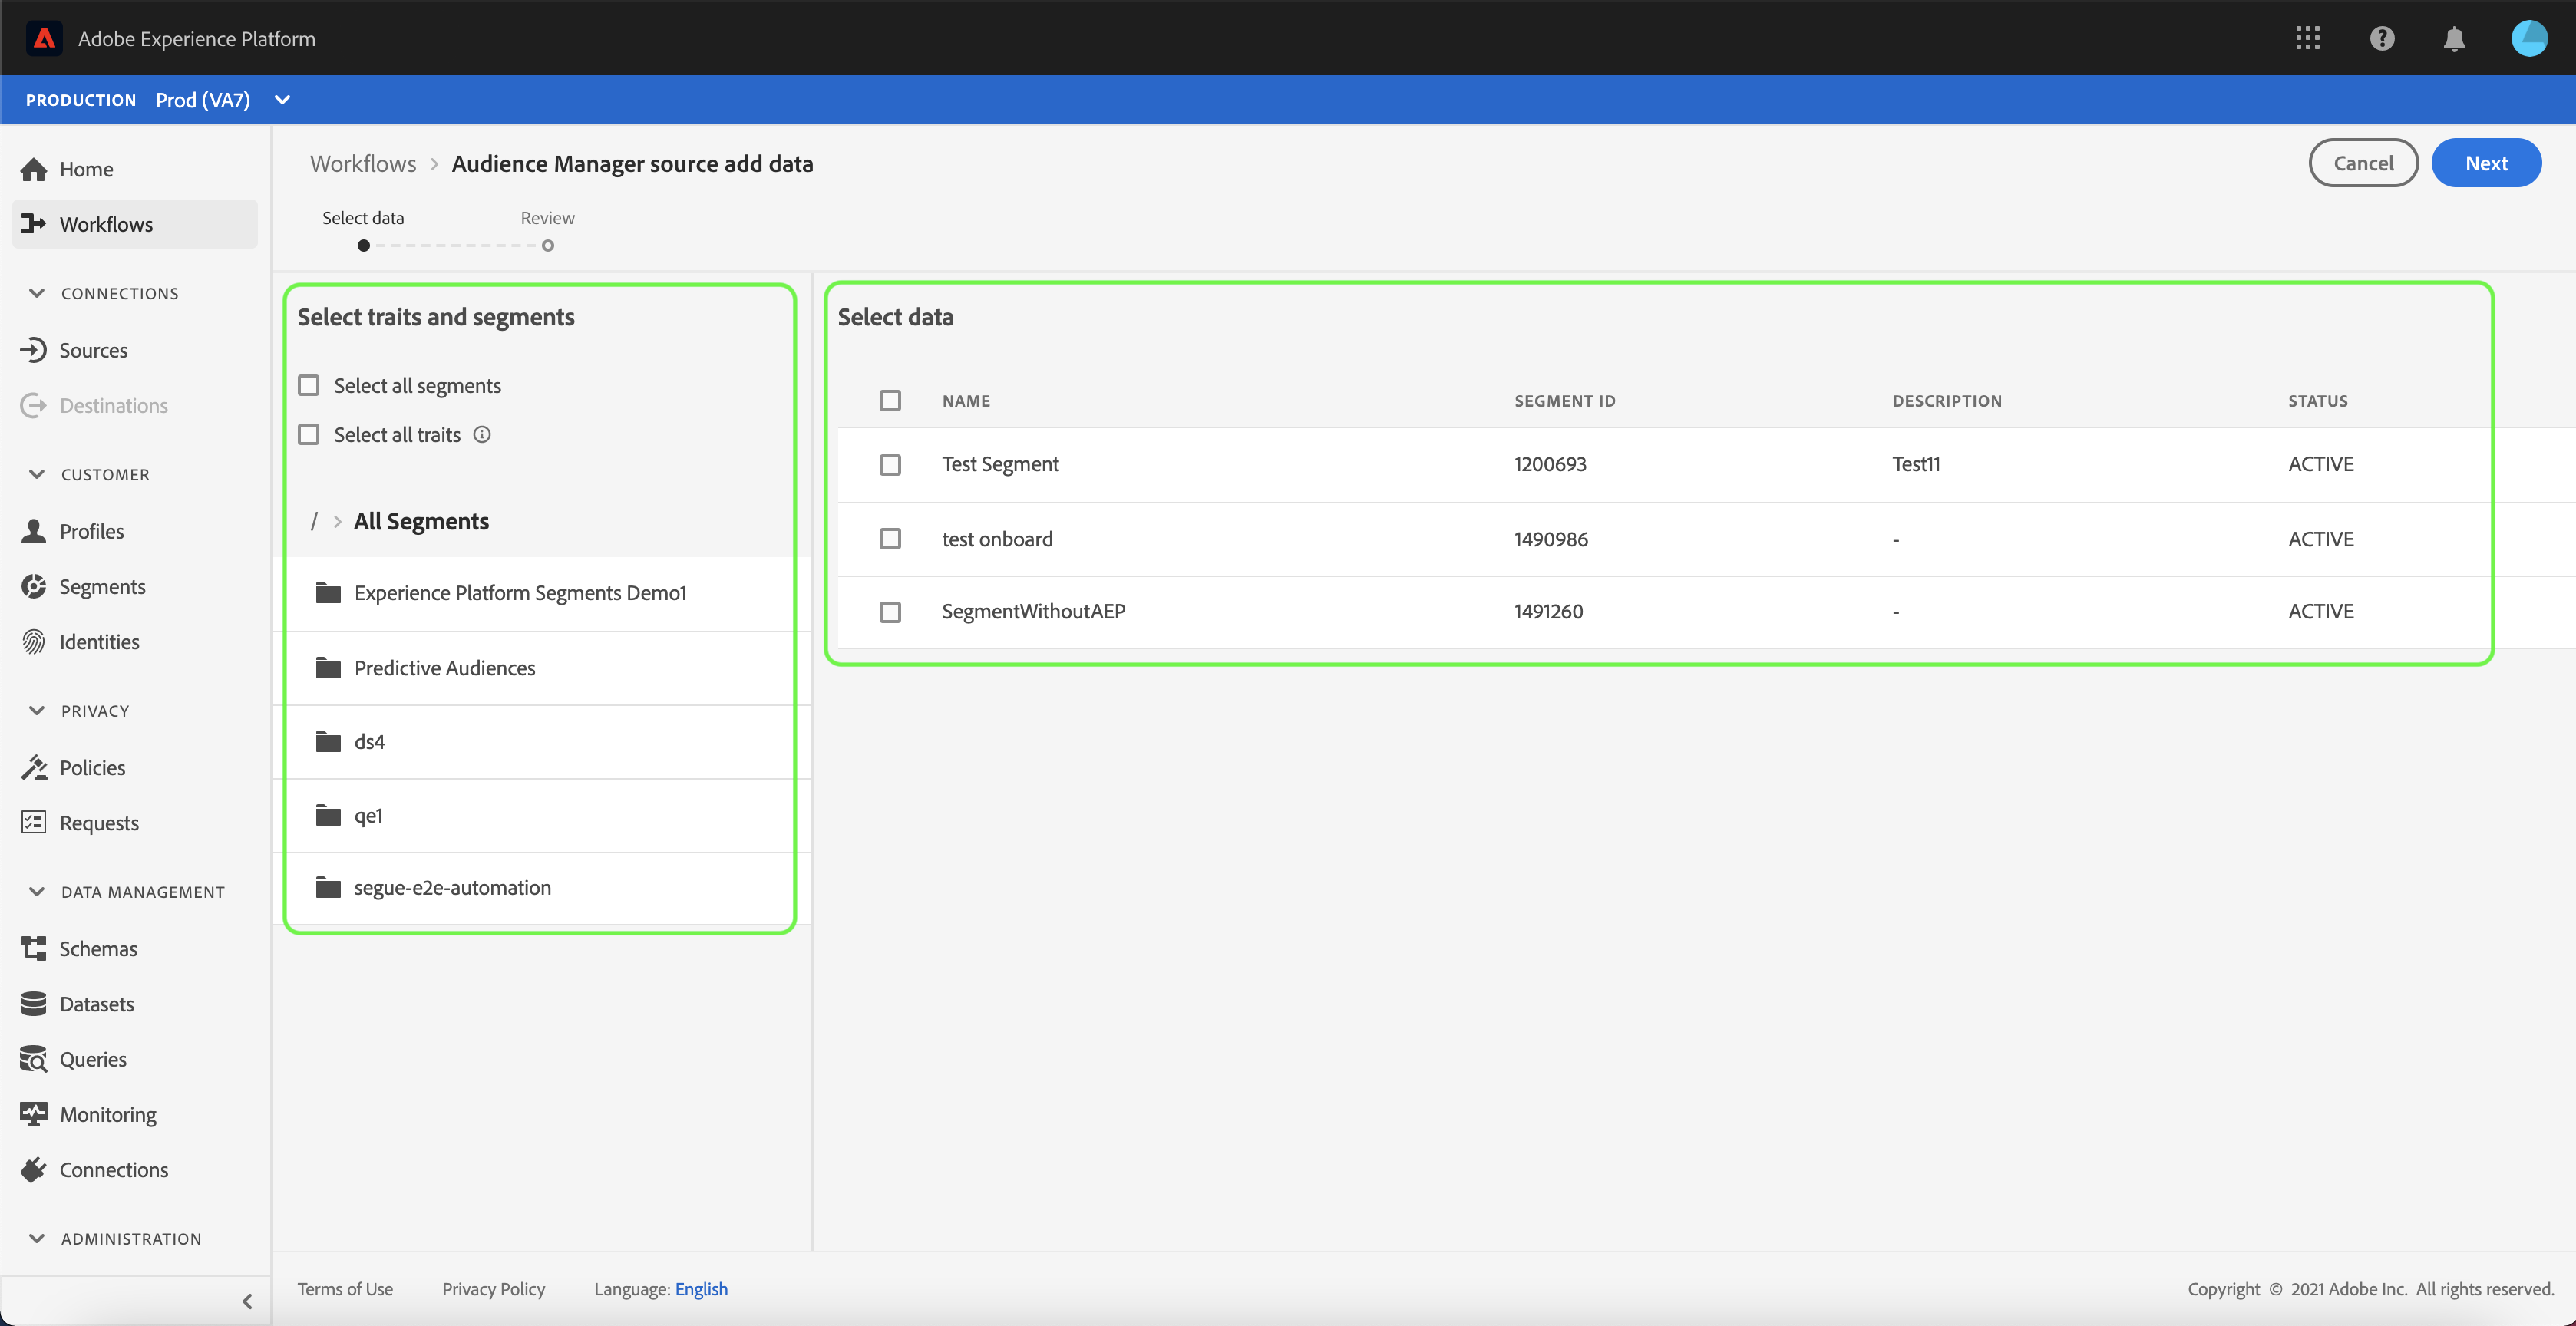 Adobe Experience Platform
PRODUCTION Prod (VA7)
Home
Workflows
CONNECTIONS
Sources
Destinations
CUSTOMER
Profiles
Segments
Identities
PRIVACY
Policies
Requests
DATA MANAGEMENT
Schemas
Datasets
Queries
Monitoring
Connections
ADMINISTRATION
Workflows > Audience Manager source add data
Cancel
Next
Select data Review
Select traits and segments
Select all segments
Select all traits
/ > All Segments
Experience Platform Segments Demo1
Predictive Audiences
ds4
qe1
segue-e2e-automation
Select data
NAME SEGMENT ID DESCRIPTION STATUS
Test Segment 1200693 Test11 ACTIVE
test onboard 1490986 - ACTIVE
SegmentWithoutAEP 1491260 - ACTIVE
Terms of Use Privacy Policy Language: English
Copyright © 2021 Adobe Inc. All rights reserved.